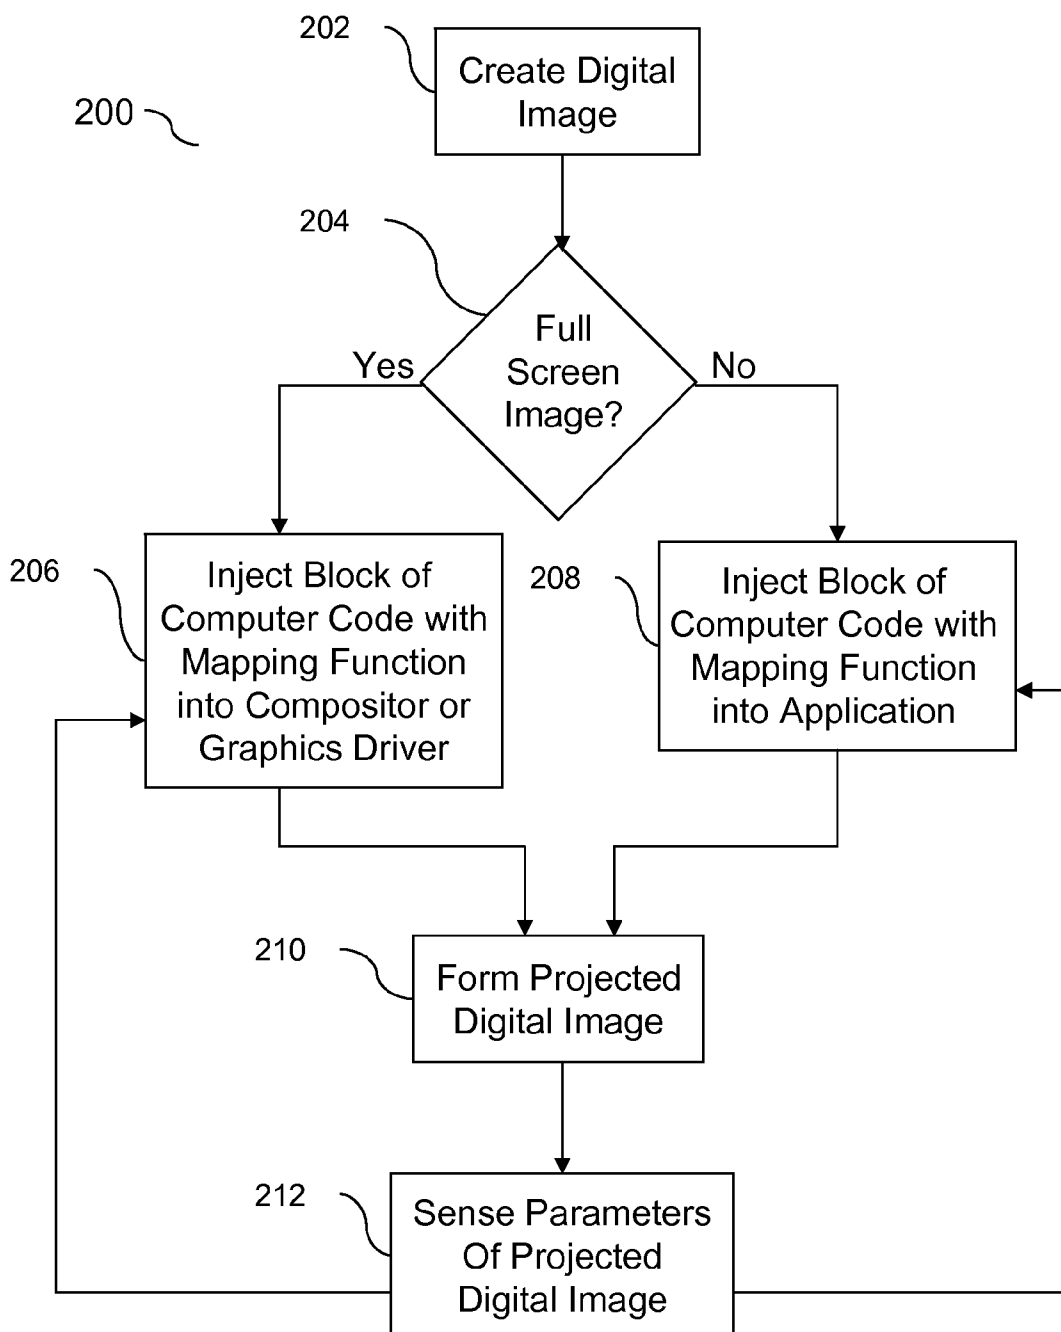 202
Create Digital
Image
200
204
Full
Screen
Image?
Yes
No
206
Inject Block of
Computer Code with
Mapping Function
into Compositor or
Graphics Driver
208
Inject Block of
Computer Code with
Mapping Function
into Application
210
Form Projected
Digital Image
212
Sense Parameters
Of Projected
Digital Image